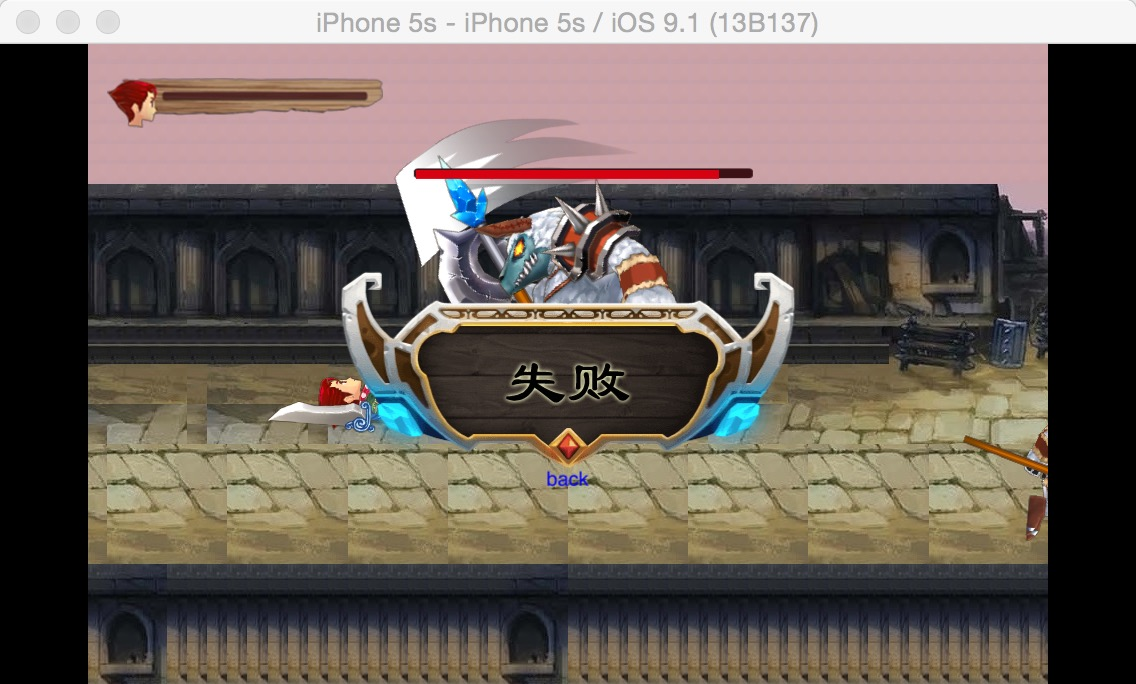 iPhone 5s - iPhone 5s / iOS 9.1 (13B137)
失败
back